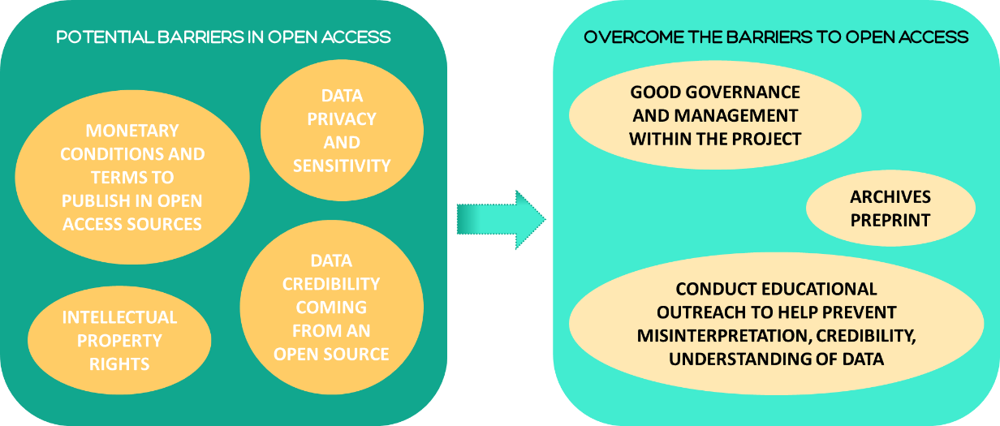 POTENTIAL BARRIERS IN OPEN ACCESS
MONETARY
CONDITIONS AND
TERMS TO
PUBLISH IN OPEN
ACCESS SOURCES
DATA
PRIVACY
AND
SENSITIVITY
INTELLECTUAL
PROPERTY
RIGHTS
DATA
CREDIBILITY
COMING
FROM AN
OPEN SOURCE
OVERCOME THE BARRIERS TO OPEN ACCESS
GOOD GOVERNANCE
AND MANAGEMENT
WITHIN THE PROJECT
ARCHIVES
PREPRINT
CONDUCT EDUCATIONAL
OUTREACH TO HELP PREVENT
MISINTERPRETATION, CREDIBILITY,
UNDERSTANDING OF DATA